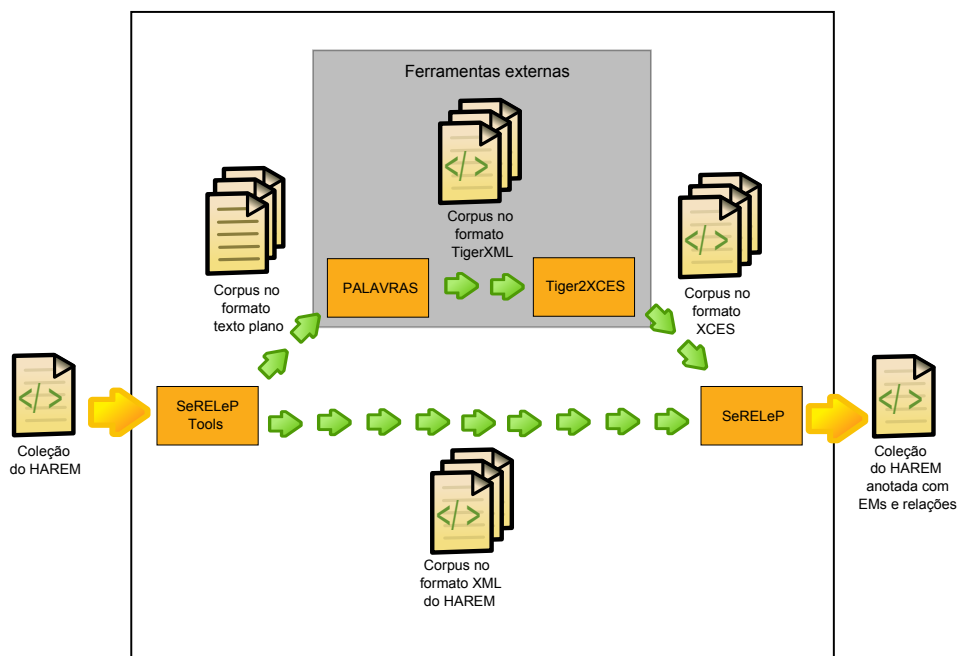 Ferramentas externas
</>
Corpus no
formato
TigerXML
Corpus no
formato
texto plano
PALAVRAS
Tiger2XCES
</>
Corpus no
formato
XCES
</>
Coleção
do HAREM
SeRELeP
Tools
SeRELeP
</>
Coleção
do HAREM
anotada com
EMs e relações
</>
Corpus no
formato XML
do HAREM